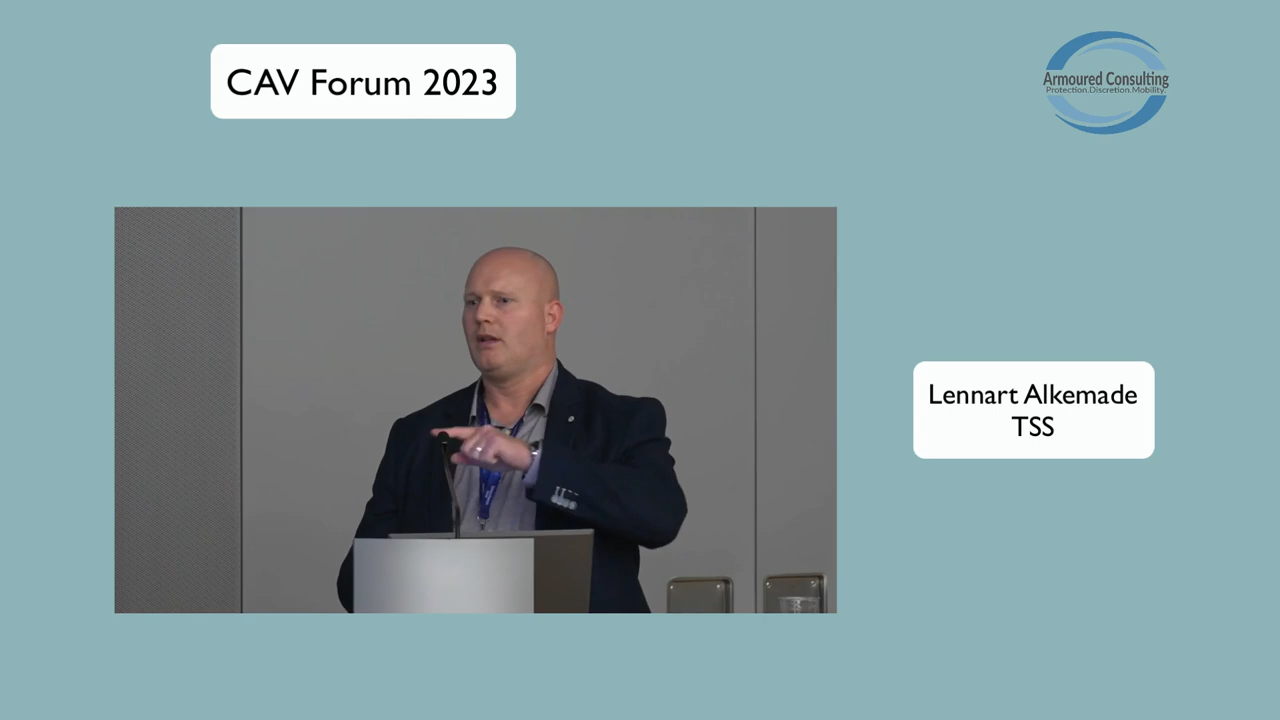 CAV Forum 2023
Armoured Consulting
Protection.Discretion.Mobility.
Lennart Alkemade
TSS